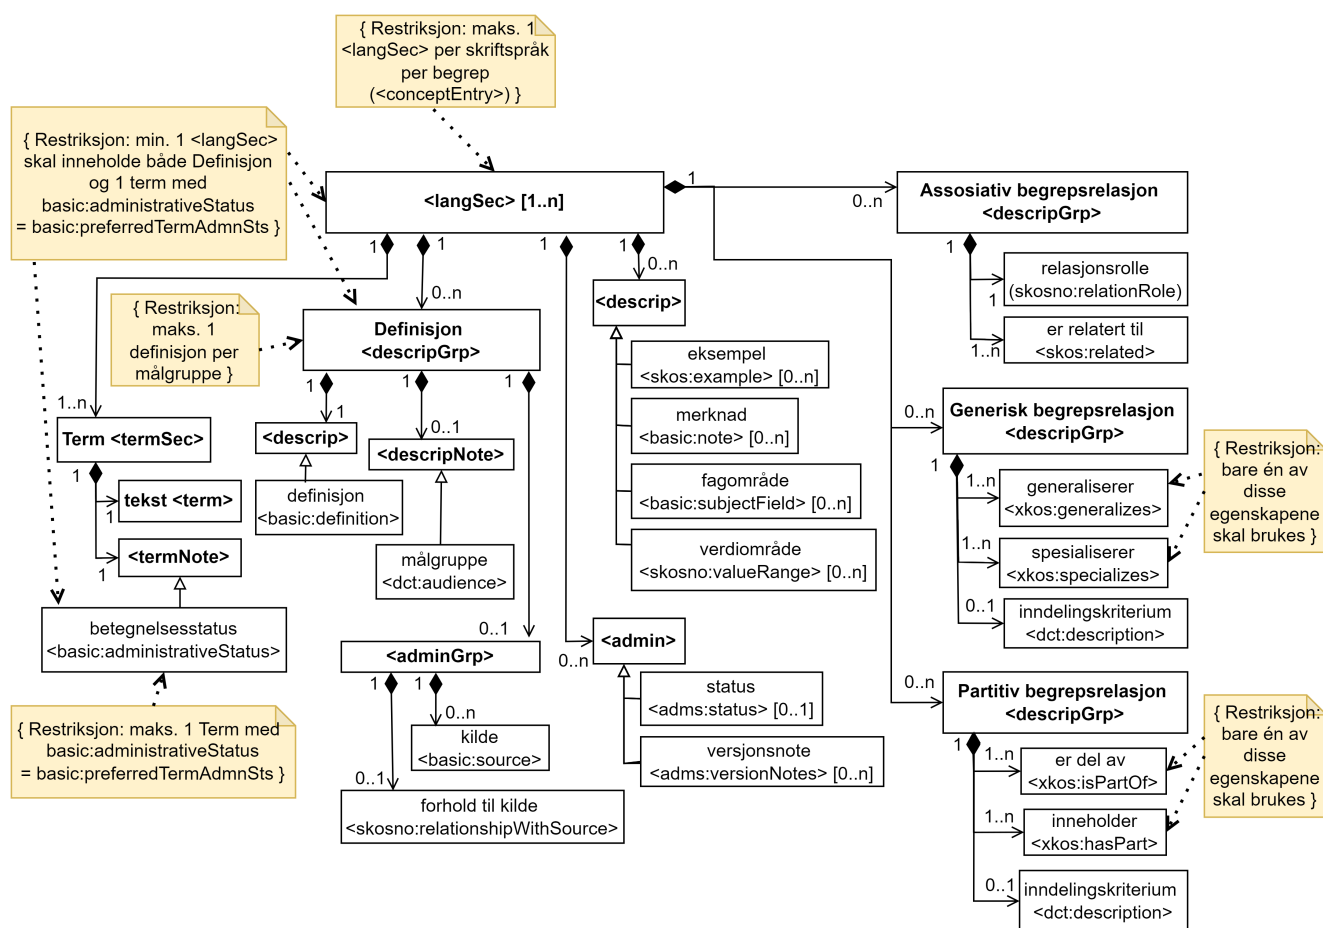 { Restriksjon: maks. 1
<langSec> per skriftspråk
per begrep
(<conceptEntry>) }
{ Restriksjon: min. 1 <langSec>
skal inneholde både Definisjon
og 1 term med
basic:administrativeStatus
= basic:preferredTermAdmnSts }
<langSec> [1..n]
1
1
1
1
1
0..n
Assosiativ begrepsrelasjon
<descripGrp>
1
relasjonsrolle
(skosno:relationRole)
1
er relatert til
<skos:related>
1..n
{ Restriksjon:
maks. 1
definisjon per
målgruppe }
0..n
Definisjon
<descripGrp>
1
1
1
0..n
<descrip>
eksempel
<skos:example> [0..n]
merknad
<basic:note> [0..n]
fagområde
<basic:subjectField> [0..n]
verdiområde
<skosno:valueRange> [0..n]
1..n
Term <termSec>
1
tekst <term>
1
<termNote>
1
betegnelsesstatus
<basic:administrativeStatus>
{ Restriksjon: maks. 1 Term med
basic:administrativeStatus
= basic:preferredTermAdmnSts }
1
<descrip>
definisjon
<basic:definition>
0..1
<descripNote>
målgruppe
<dct:audience>
0..1
<adminGrp>
1
1
0..n
kilde
<basic:source>
0..1
forhold til kilde
<skosno:relationshipWithSource>
0..n
<admin>
status
<adms:status> [0..1]
versjonsnote
<adms:versionNotes> [0..n]
0..n
Generisk begrepsrelasjon
<descripGrp>
1
1..n
generaliserer
<xkos:generalizes>
1..n
spesialiserer
<xkos:specializes>
0..1
inndelingskriterium
<dct:description>
{ Restriksjon:
bare én av
disse
egenskapene
skal brukes }
0..n
Partitiv begrepsrelasjon
<descripGrp>
1
1..n
er del av
<xkos:isPartOf>
1..n
inneholder
<xkos:hasPart>
0..1
inndelingskriterium
<dct:description>
{ Restriksjon:
bare én av
disse
egenskapene
skal brukes }